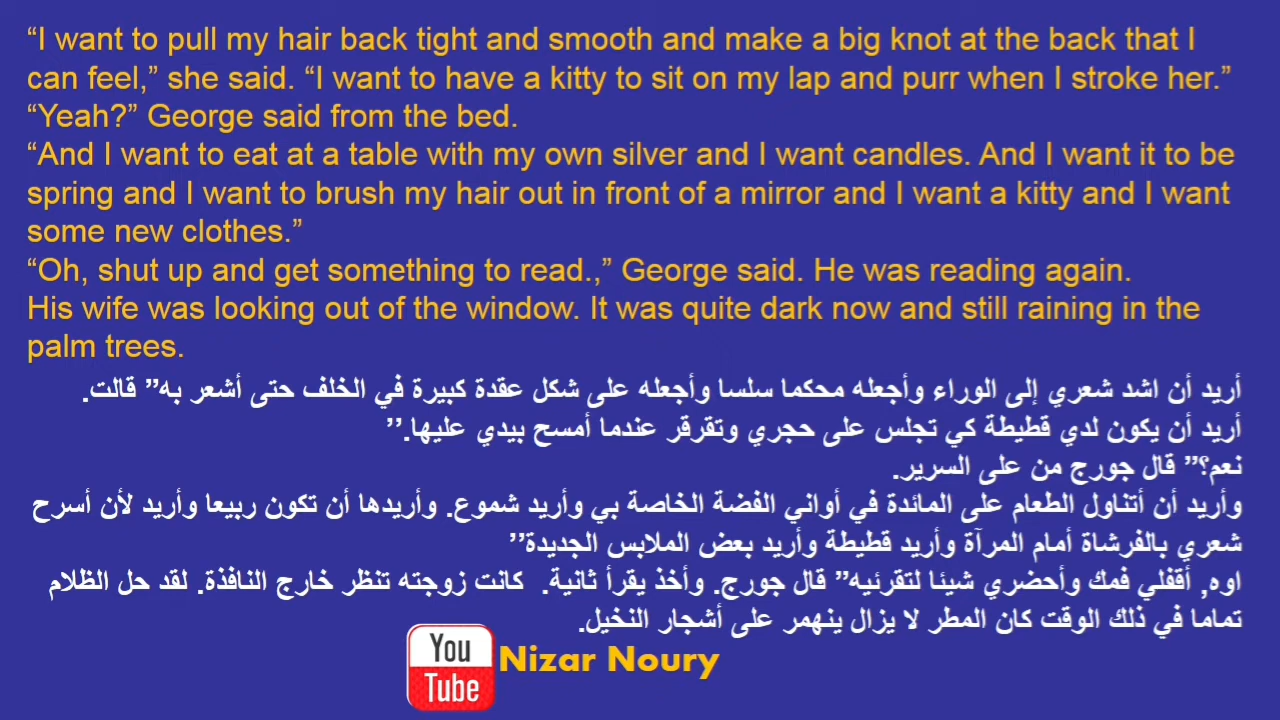 “I want to pull my hair back tight and smooth and make a big knot at the back that I
can feel,” she said. “I want to have a kitty to sit on my lap and purr when I stroke her.”
“Yeah?” George said from the bed.
“And I want to eat at a table with my own silver and I want candles. And I want it to be
spring and I want to brush my hair out in front of a mirror and I want a kitty and I want
some new clothes.”
“Oh, shut up and get something to read.,” George said. He was reading again.
His wife was looking out of the window. It was quite dark now and still raining in the
palm trees.
أريد أن اشد شعري إلى الوراء وأجعله محكما سلسا وأجعله على شكل عقدة كبيرة في الخلف حتى أشعر به” قالت.
أريد أن يكون لدي قطيطة كي تجلس على حجري وتقرقر عندما أمسح بيدي عليها.”
نعم؟” قال جورج من على السرير.
وأريد أن أتناول الطعام على المائدة في أواني الفضة الخاصة بي وأريد شموع. وأريدها أن تكون ربيعا وأريد لأن أسرح
شعري بالفرشاة أمام المرآة وأريد قطيطة وأريد بعض الملابس الجديدة”
اوه, أقفلي فمك وأحضري شيئا لتقرئيه” قال جورج. وأخذ يقرأ ثانية. كانت زوجته تنظر خارج النافذة. لقد حل الظلام
تماما في ذلك الوقت كان المطر لا يزال ينهمر على أشجار النخيل.
You
Tube
Nizar Noury